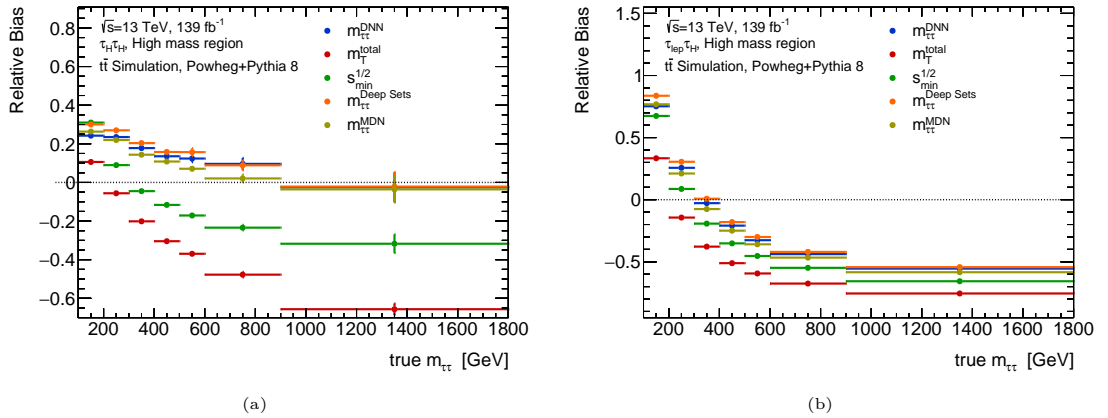 Relative Bias
0.8
0.6
0.4
0.2
0
−0.2
−0.4
−0.6
√s=13 TeV, 139 fb⁻¹
τ_Hτ_H, High mass region
tt̄ Simulation, Powheg+Pythia 8
m_ττ^DNN
m_T^total
s_min^1/2
m_ττ^Deep Sets
m_ττ^MDN
200 400 600 800 1000 1200 1400 1600 1800
true m_ττ [GeV]
(a)
Relative Bias
1.5
1
0.5
0
−0.5
√s=13 TeV, 139 fb⁻¹
τ_lepτ_H, High mass region
tt̄ Simulation, Powheg+Pythia 8
m_ττ^DNN
m_T^total
s_min^1/2
m_ττ^Deep Sets
m_ττ^MDN
200 400 600 800 1000 1200 1400 1600 1800
true m_ττ [GeV]
(b)